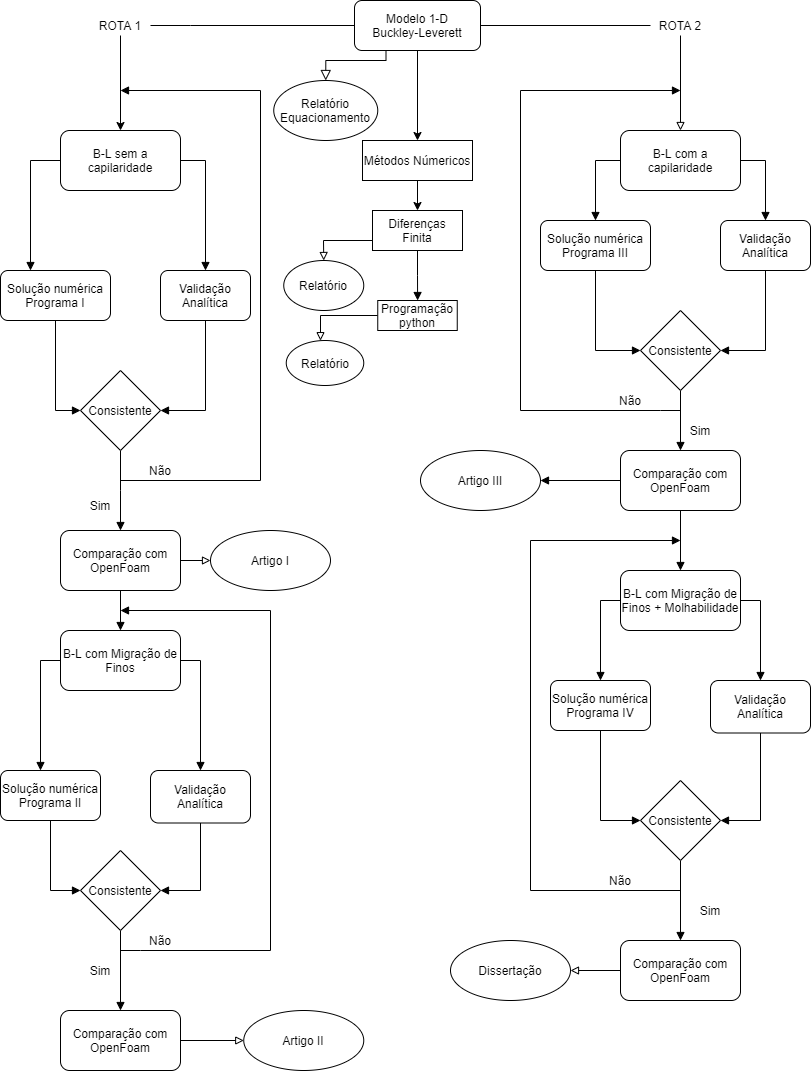 ROTA 1
Modelo 1-D
Buckley-Leverett
ROTA 2
Relatório
Equacionamento
Métodos Númericos
Diferenças
Finita
Relatório
Programação
python
Relatório
B-L sem a
capilaridade
Solução numérica
Programa I
Validação
Analítica
Consistente
Não
Sim
Comparação com
OpenFoam
Artigo I
B-L com Migração de
Finos
Solução numérica
Programa II
Validação
Analítica
Consistente
Não
Sim
Comparação com
OpenFoam
Artigo II
B-L com a
capilaridade
Solução numérica
Programa III
Validação
Analítica
Consistente
Não
Sim
Comparação com
OpenFoam
Artigo III
B-L com Migração de
Finos + Molhabilidade
Solução numérica
Programa IV
Validação
Analítica
Consistente
Não
Sim
Comparação com
OpenFoam
Dissertação